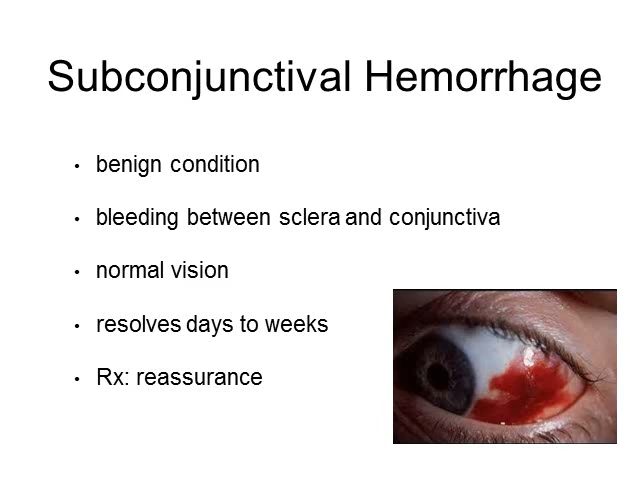 Subconjunctival Hemorrhage
• benign condition
• bleeding between sclera and conjunctiva
• normal vision
• resolves days to weeks
• Rx: reassurance